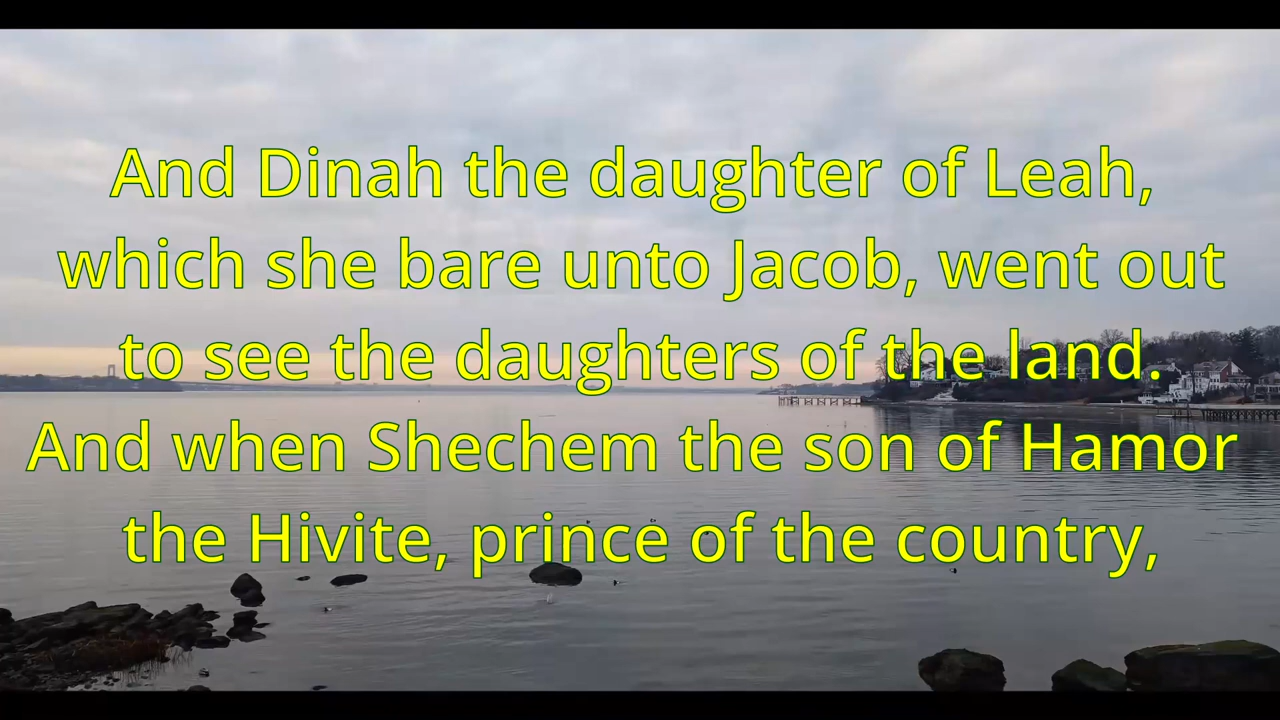 And Dinah the daughter of Leah,
which she bare unto Jacob, went out
to see the daughters of the land.
And when Shechem the son of Hamor
the Hivite, prince of the country,